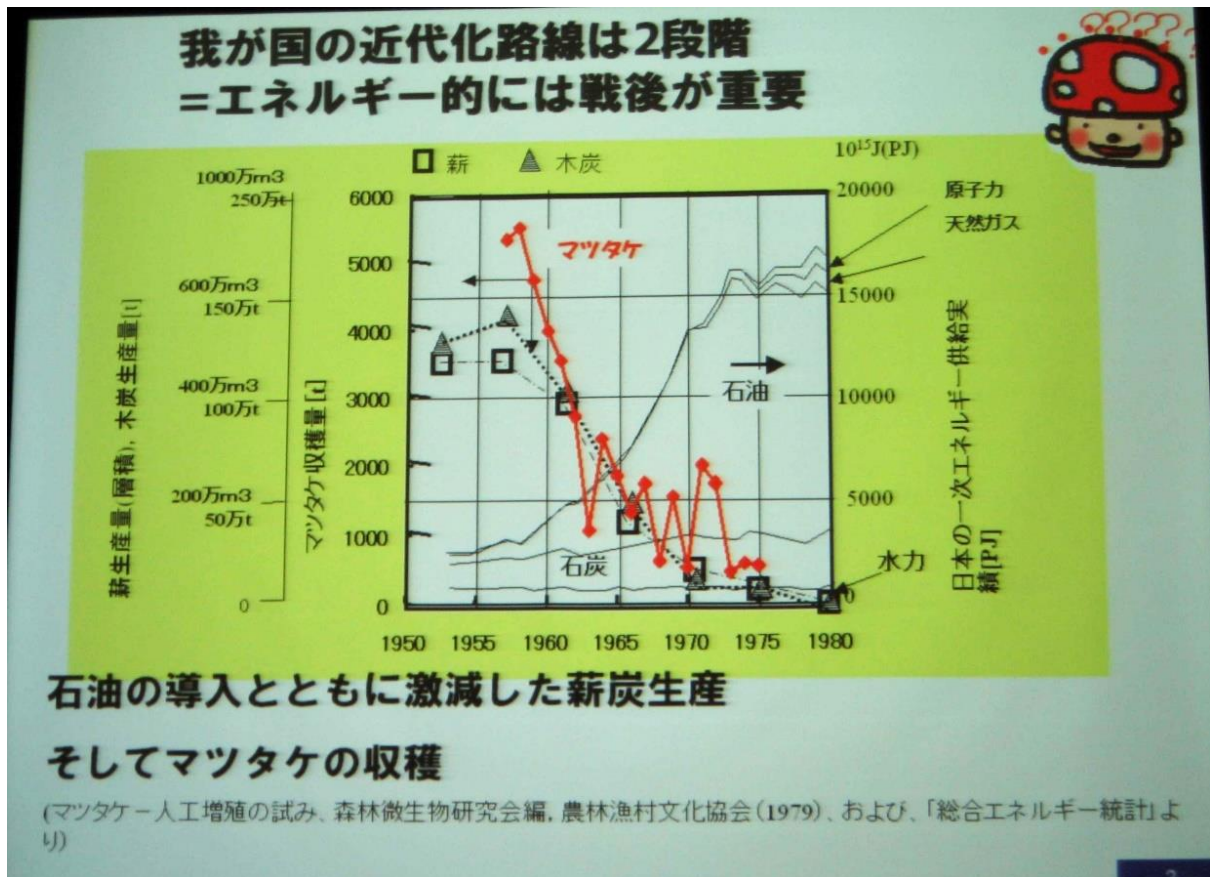 我が国の近代化路線は2段階
=エネルギー的には戦後が重要
??????
薪
木炭
10¹⁵J(PJ)
1000万m3
250万t
600万m3
150万t
400万m3
100万t
200万m3
50万t
0
薪生産量(層積), 木炭生産量[t]
6000
5000
4000
3000
2000
1000
0
マツタケ収穫量[t]
マツタケ
石油
石炭
20000
15000
10000
5000
0
原子力
天然ガス
水力
日本の一次エネルギー供給実
績[PJ]
1950
1955
1960
1965
1970
1975
1980
石油の導入とともに激減した薪炭生産
そしてマツタケの収穫
(マツタケー人工増殖の試み、森林微生物研究会編, 農林漁村文化協会(1979)、および、「総合エネルギー統計」よ
り)